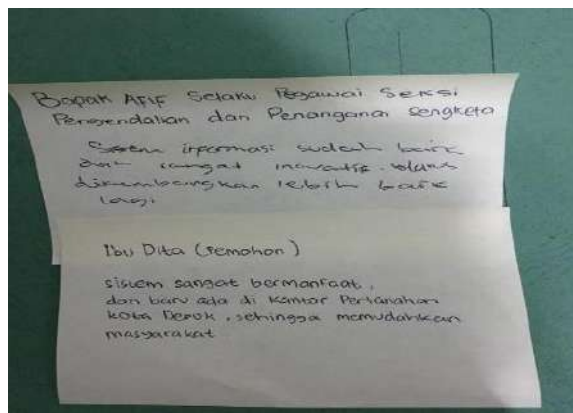 Bapak AFIF Selaku Pegawai Seksi
Pengendalian dan Penanganan sengketa
Sistem informasi sudah baik
dan sangat inovatif.
dikembangkan lebih baik
lagi
Ibu Dita (Pemohon)
sistem sangat bermanfaat,
dan baru ada di Kantor Pertanahan
kota Depok, sehingga memudahkan
masyarakat